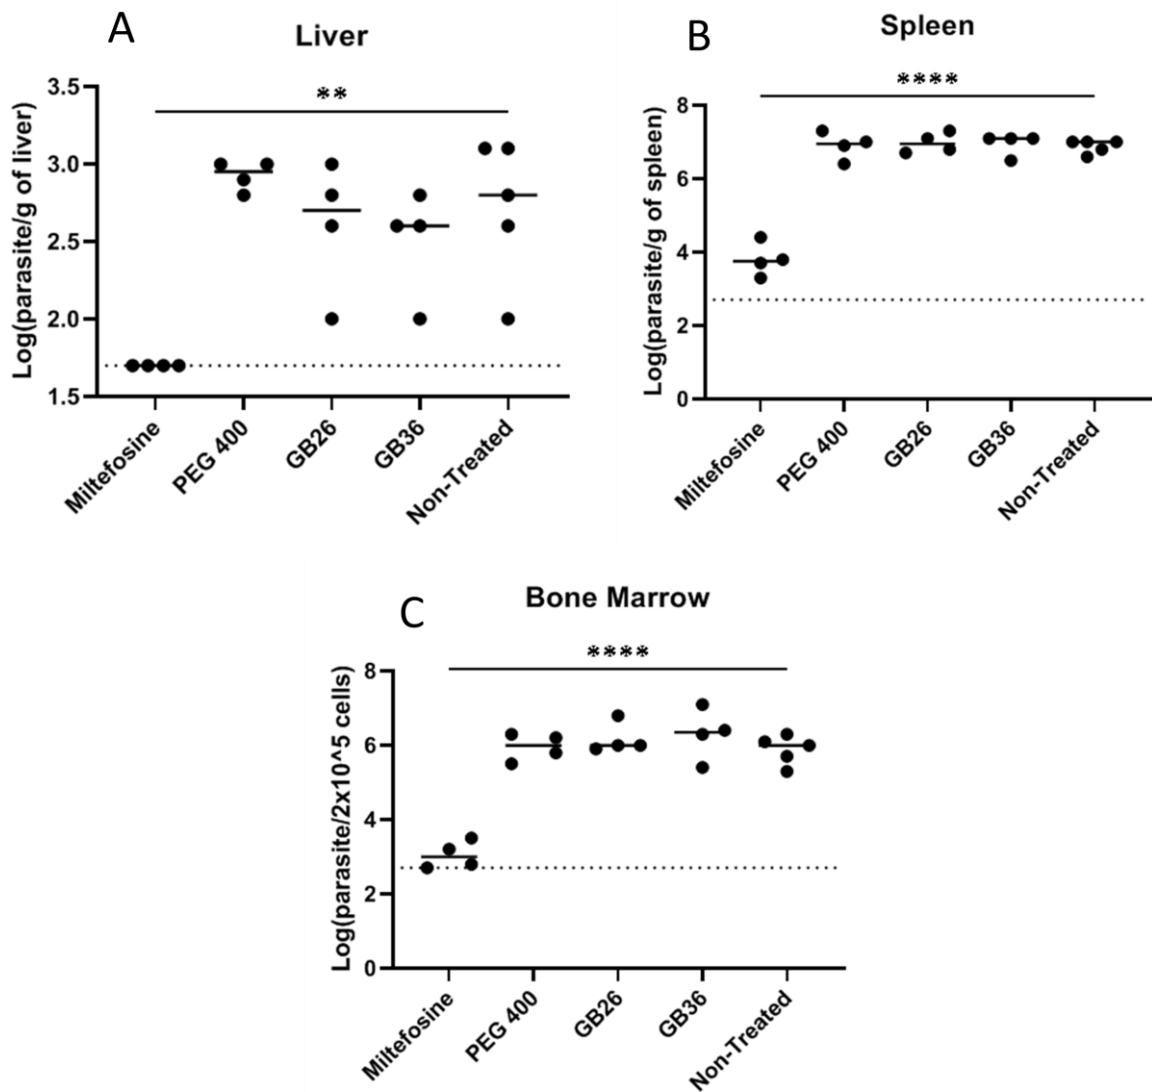 A
Liver
**
Log(parasite/g of liver)
3.5
3.0
2.5
2.0
1.5
Miltefosine
PEG 400
GB26
GB36
Non-Treated
B
Spleen
****
Log(parasite/g of spleen)
8
6
4
2
0
Miltefosine
PEG 400
GB26
GB36
Non-Treated
C
Bone Marrow
****
Log(parasite/2x10^5 cells)
8
6
4
2
0
Miltefosine
PEG 400
GB26
GB36
Non-Treated